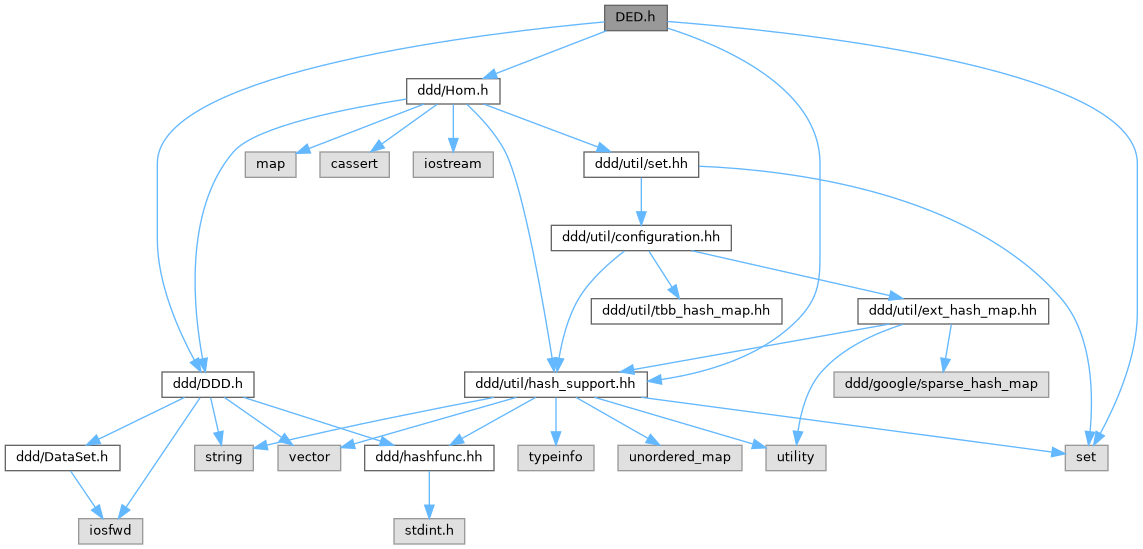 DED.h
ddd/Hom.h
map
cassert
iostream
ddd/util/set.hh
ddd/util/configuration.hh
ddd/util/tbb_hash_map.hh
ddd/util/ext_hash_map.hh
ddd/DDD.h
ddd/util/hash_support.hh
ddd/google/sparse_hash_map
ddd/DataSet.h
string
vector
ddd/hashfunc.hh
typeinfo
unordered_map
utility
set
iosfwd
stdint.h